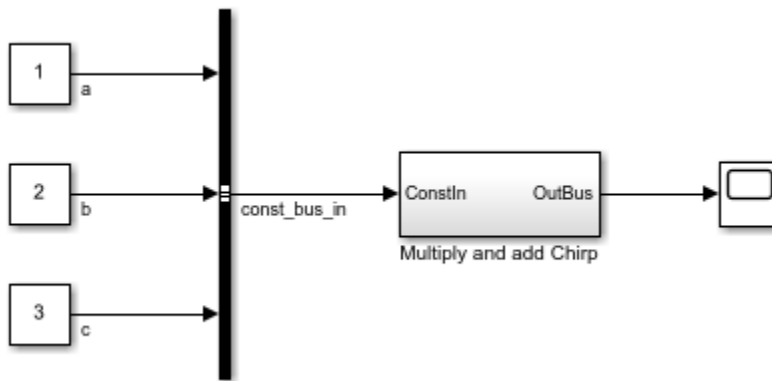 1
a
2
b
const_bus_in
ConstIn
OutBus
Multiply and add Chirp
3
c